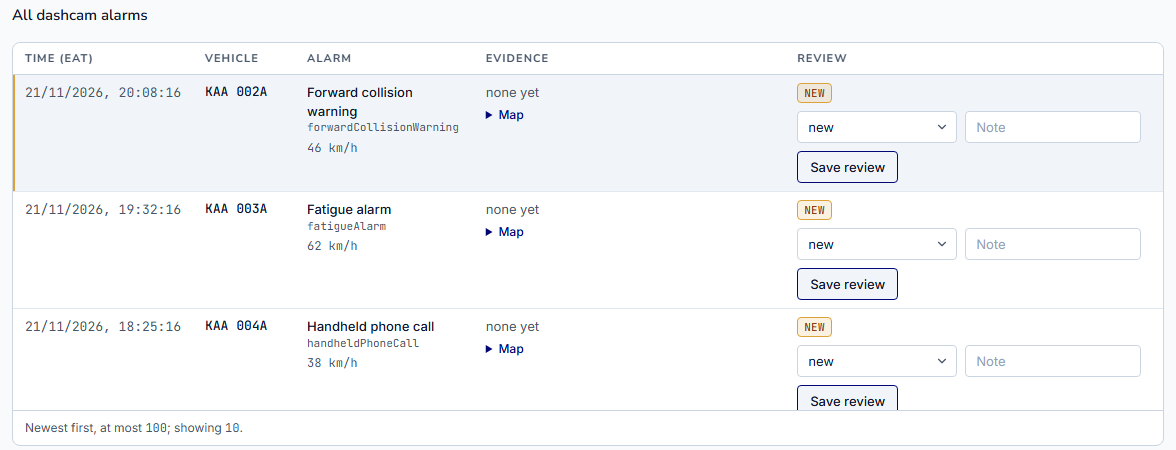 All dashcam alarms
TIME (EAT) VEHICLE ALARM EVIDENCE REVIEW
21/11/2026, 20:08:16 KAA 002A Forward collision none yet NEW
warning
▶ Map
forwardCollisionWarning new Note
46 km/h
Save review
21/11/2026, 19:32:16 KAA 003A Fatigue alarm none yet NEW
fatigueAlarm ▶ Map
62 km/h new Note
Save review
21/11/2026, 18:25:16 KAA 004A Handheld phone call none yet NEW
handheldPhoneCall ▶ Map
38 km/h new Note
Save review
Newest first, at most 100; showing 10.